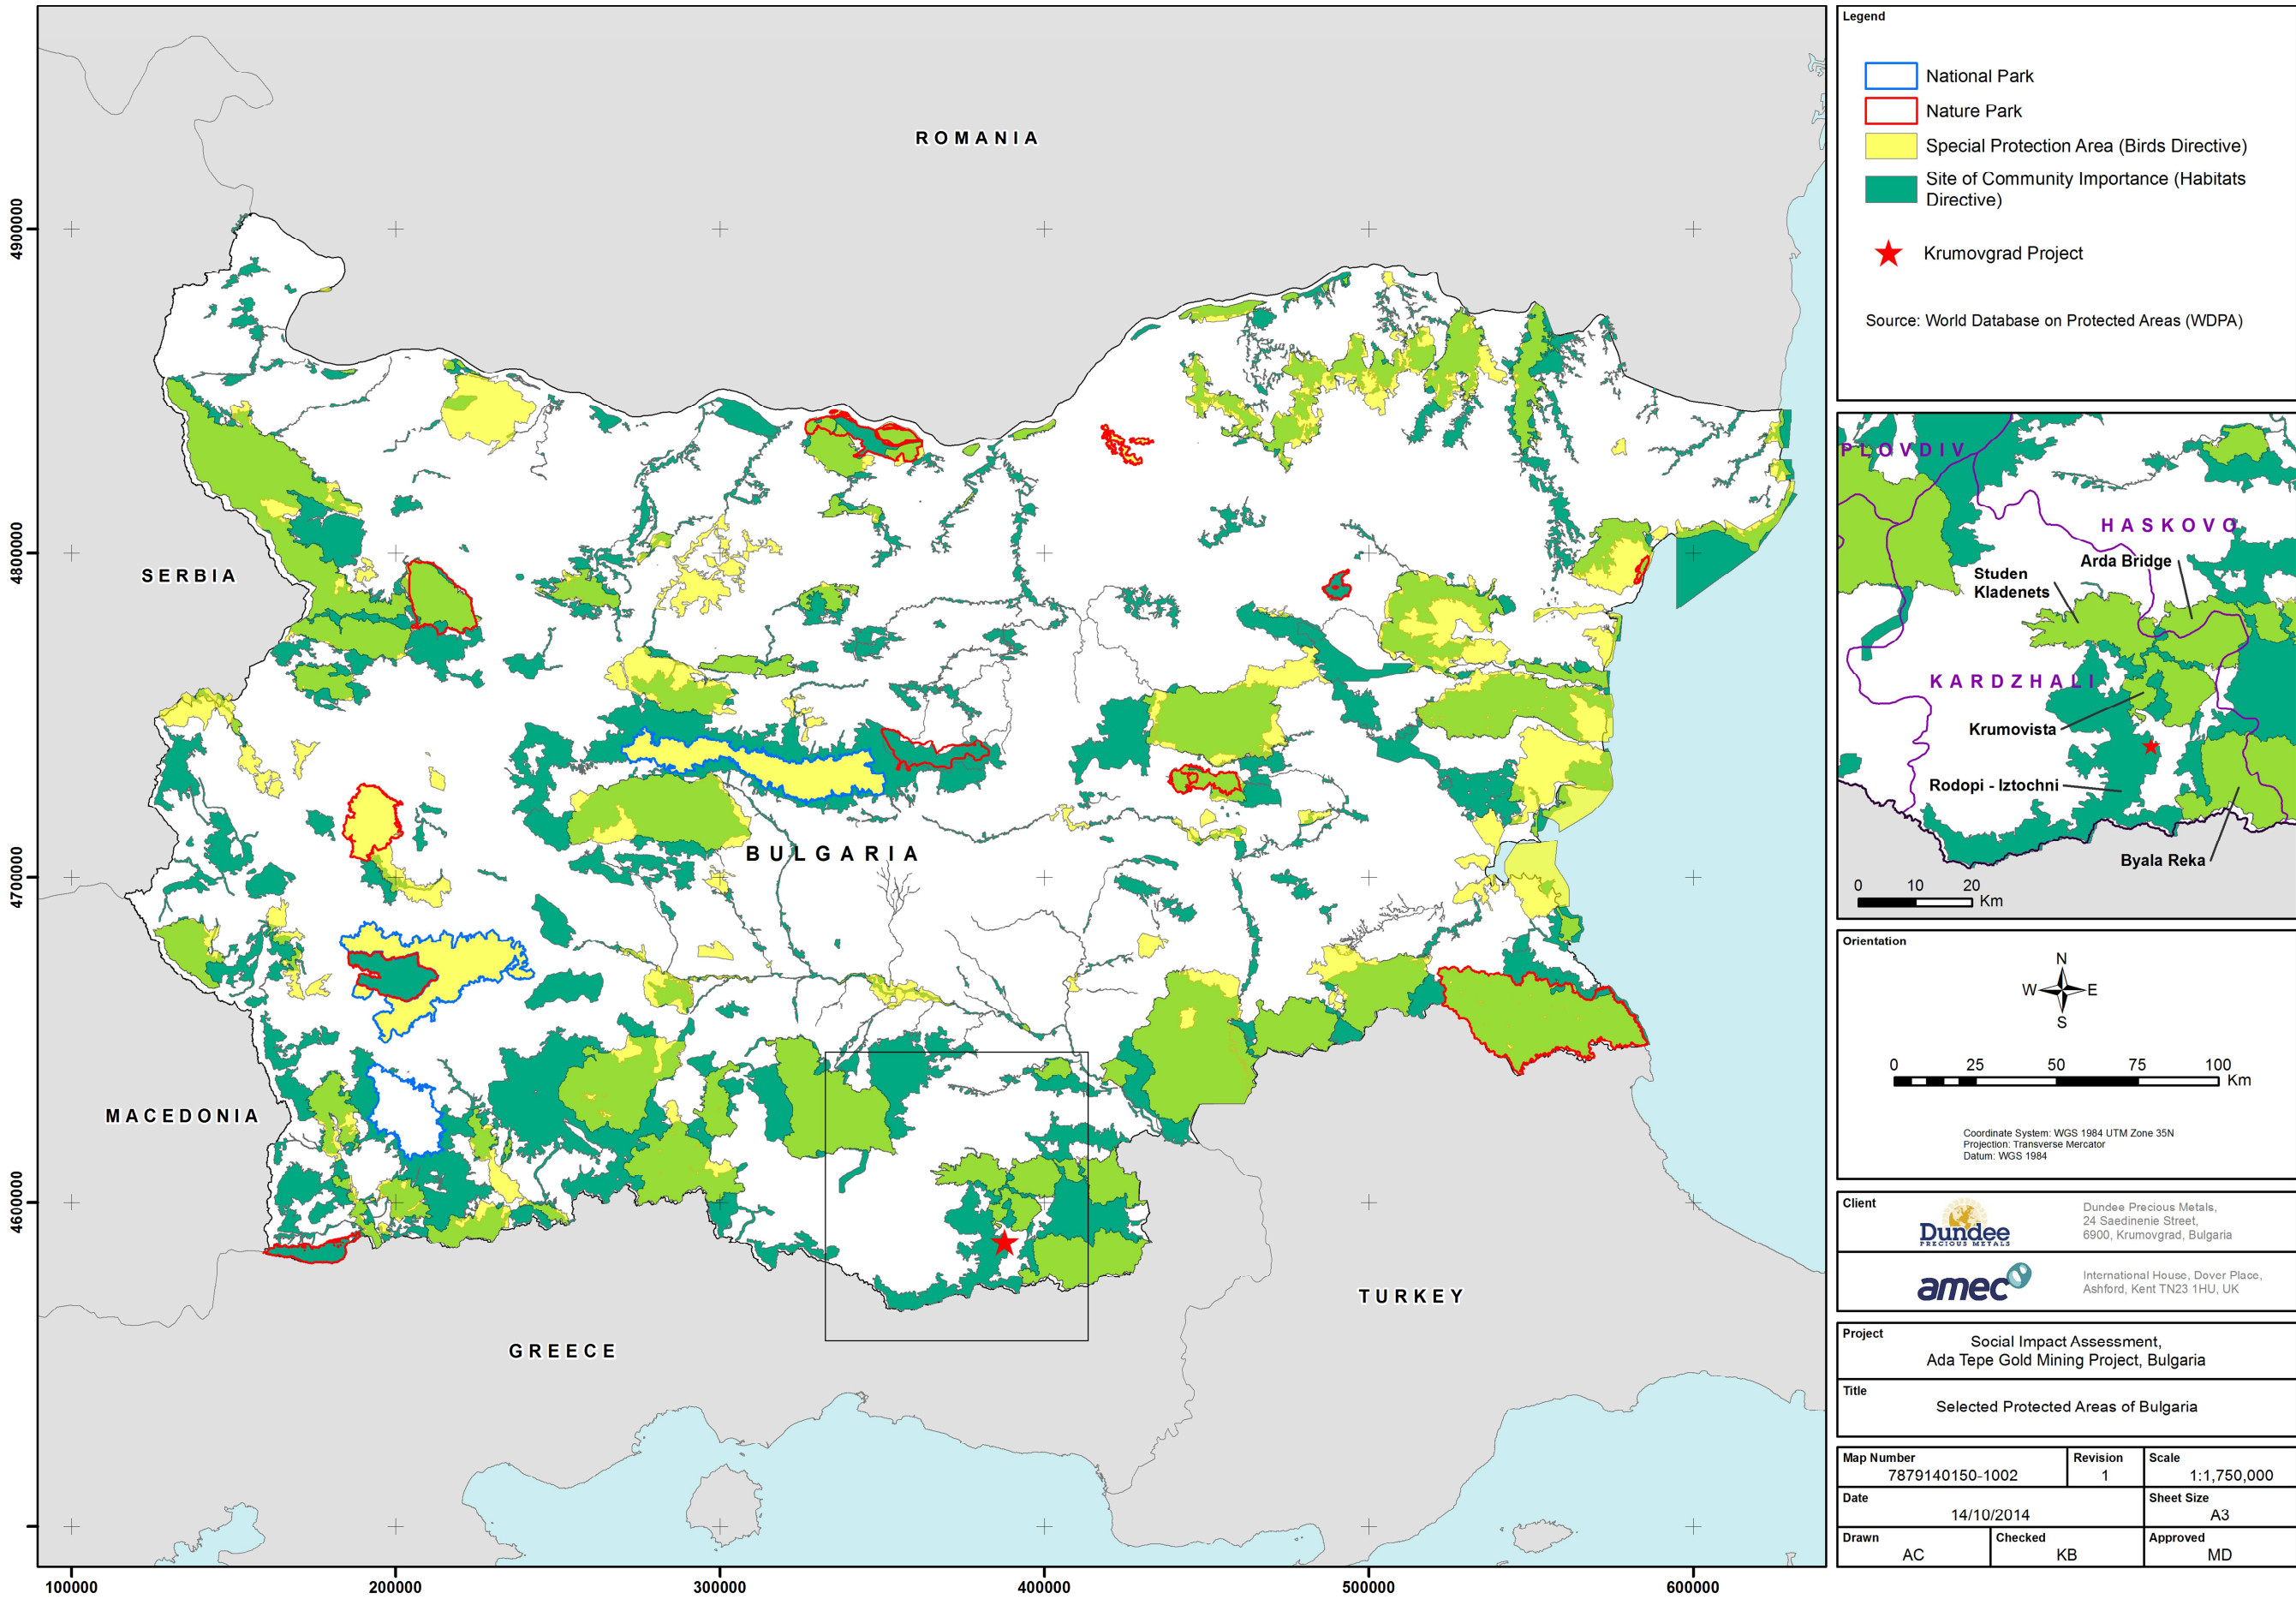 ROMANIA
SERBIA
BULGARIA
MACEDONIA
GREECE
TURKEY
4900000
4800000
4700000
4600000
100000
200000
300000
400000
500000
600000
Legend
National Park
Nature Park
Special Protection Area (Birds Directive)
Site of Community Importance (Habitats
Directive)
Krumovgrad Project
Source: World Database on Protected Areas (WDPA)
PLOVDIV
HASKOVO
Arda Bridge
Studen
Kladenets
KARDZHALI
Krumovista
Rodopi - Iztochni
Byala Reka
0 10 20
Km
Orientation
N
W E
S
0 25 50 75 100
Km
Coordinate System: WGS 1984 UTM Zone 35N
Projection: Transverse Mercator
Datum: WGS 1984
Client
Dundee
PRECIOUS METALS
Dundee Precious Metals,
24 Saedinenie Street,
6900, Krumovgrad, Bulgaria
amec
International House, Dover Place,
Ashford, Kent TN23 1HU, UK
Project
Social Impact Assessment,
Ada Tepe Gold Mining Project, Bulgaria
Title
Selected Protected Areas of Bulgaria
Map Number
7879140150-1002
Revision
1
Scale
1:1,750,000
Date
14/10/2014
Sheet Size
A3
Drawn
AC
Checked
KB
Approved
MD